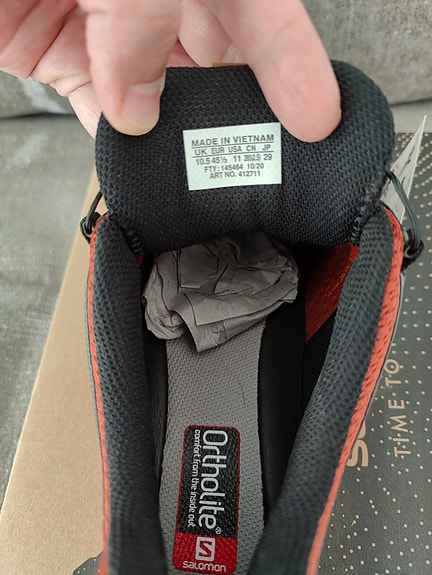 MADE IN VIETNAM
UK EUR USA CN JP
10.5 45⅓ 11 285(2.5) 29
FTY: 145464 10/20
ART NO. 412711
Ortholite®
comfort from the inside out.
S
salomon
TIME TO